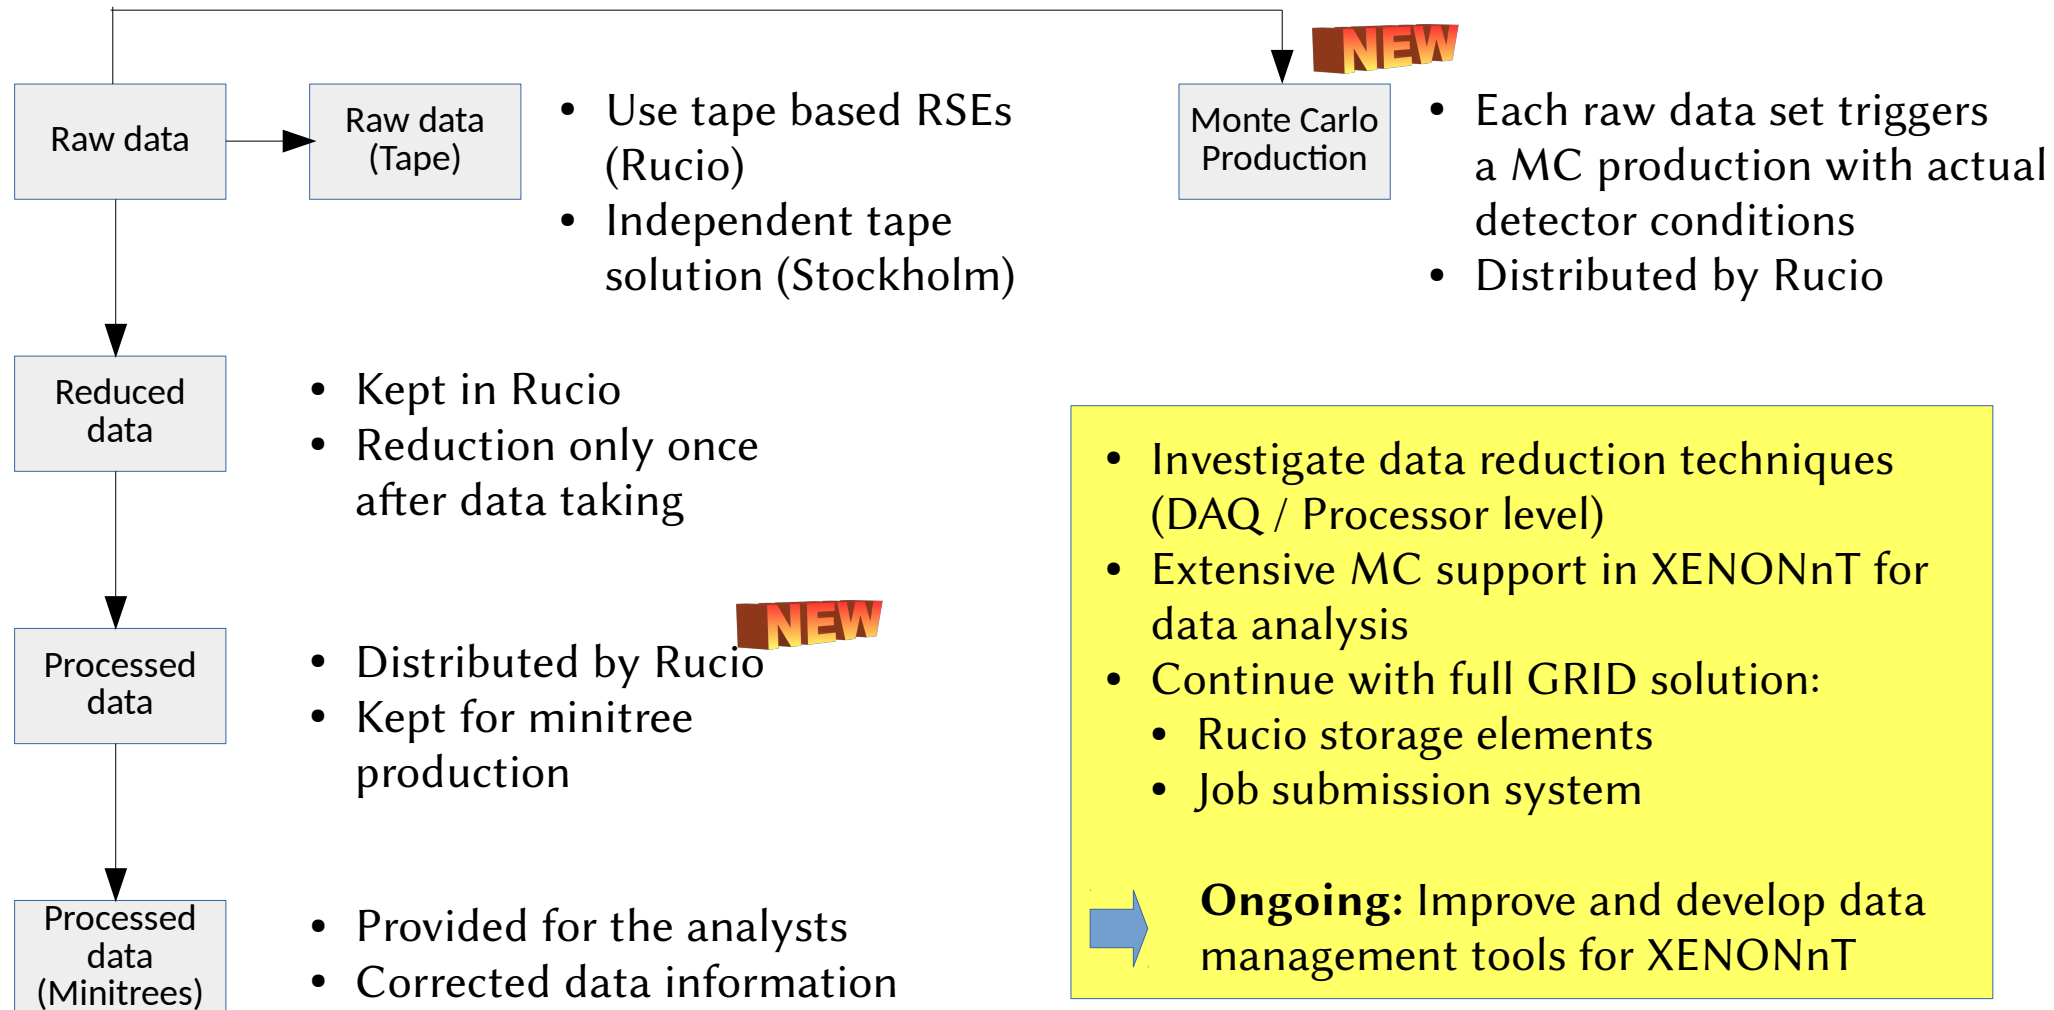 NEW
Raw data
Raw data
(Tape)
• Use tape based RSEs
(Rucio)
• Independent tape
solution (Stockholm)
Monte Carlo
Production
• Each raw data set triggers
a MC production with actual
detector conditions
• Distributed by Rucio
Reduced
data
• Kept in Rucio
• Reduction only once
after data taking
Processed
data
NEW
• Distributed by Rucio
• Kept for minitree
production
Processed
data
(Minitrees)
• Provided for the analysts
• Corrected data information
• Investigate data reduction techniques
(DAQ / Processor level)
• Extensive MC support in XENONnT for
data analysis
• Continue with full GRID solution:
• Rucio storage elements
• Job submission system
Ongoing: Improve and develop data
management tools for XENONnT